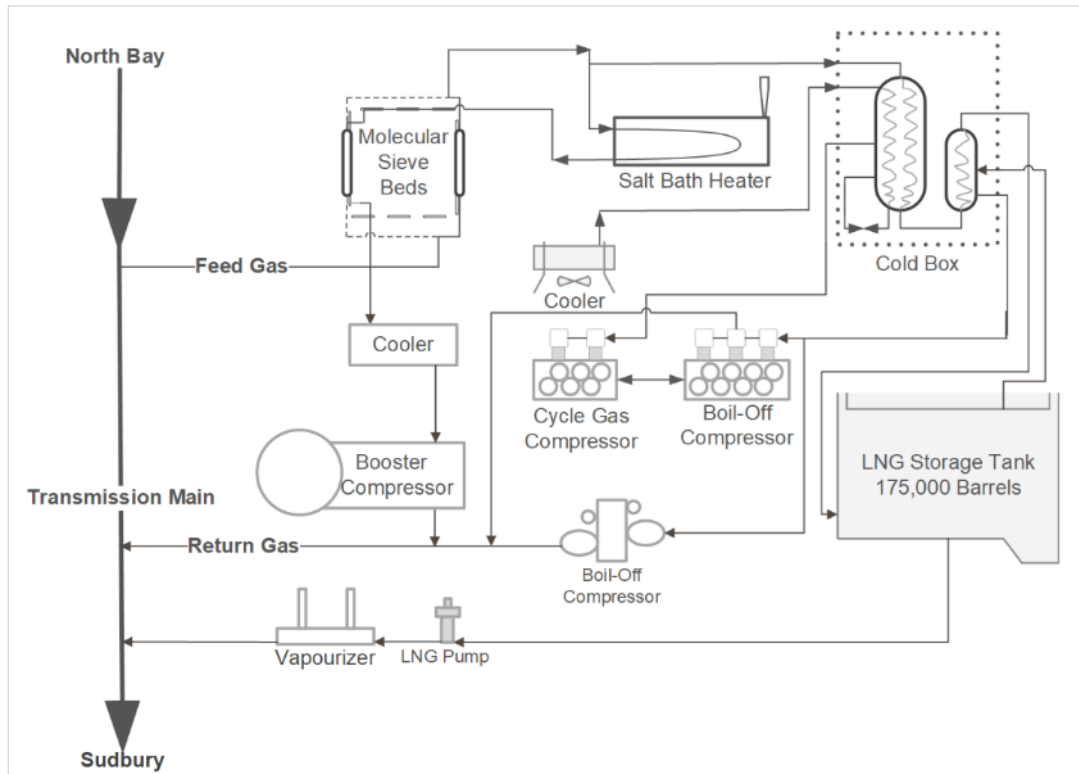 North Bay
Molecular
Sieve
Beds
Salt Bath Heater
Cold Box
Feed Gas
Cooler
Cooler
Cycle Gas
Compressor
Boil-Off
Compressor
Booster
Compressor
LNG Storage Tank
175,000 Barrels
Transmission Main
Return Gas
Boil-Off
Compressor
Vapourizer
LNG Pump
Sudbury